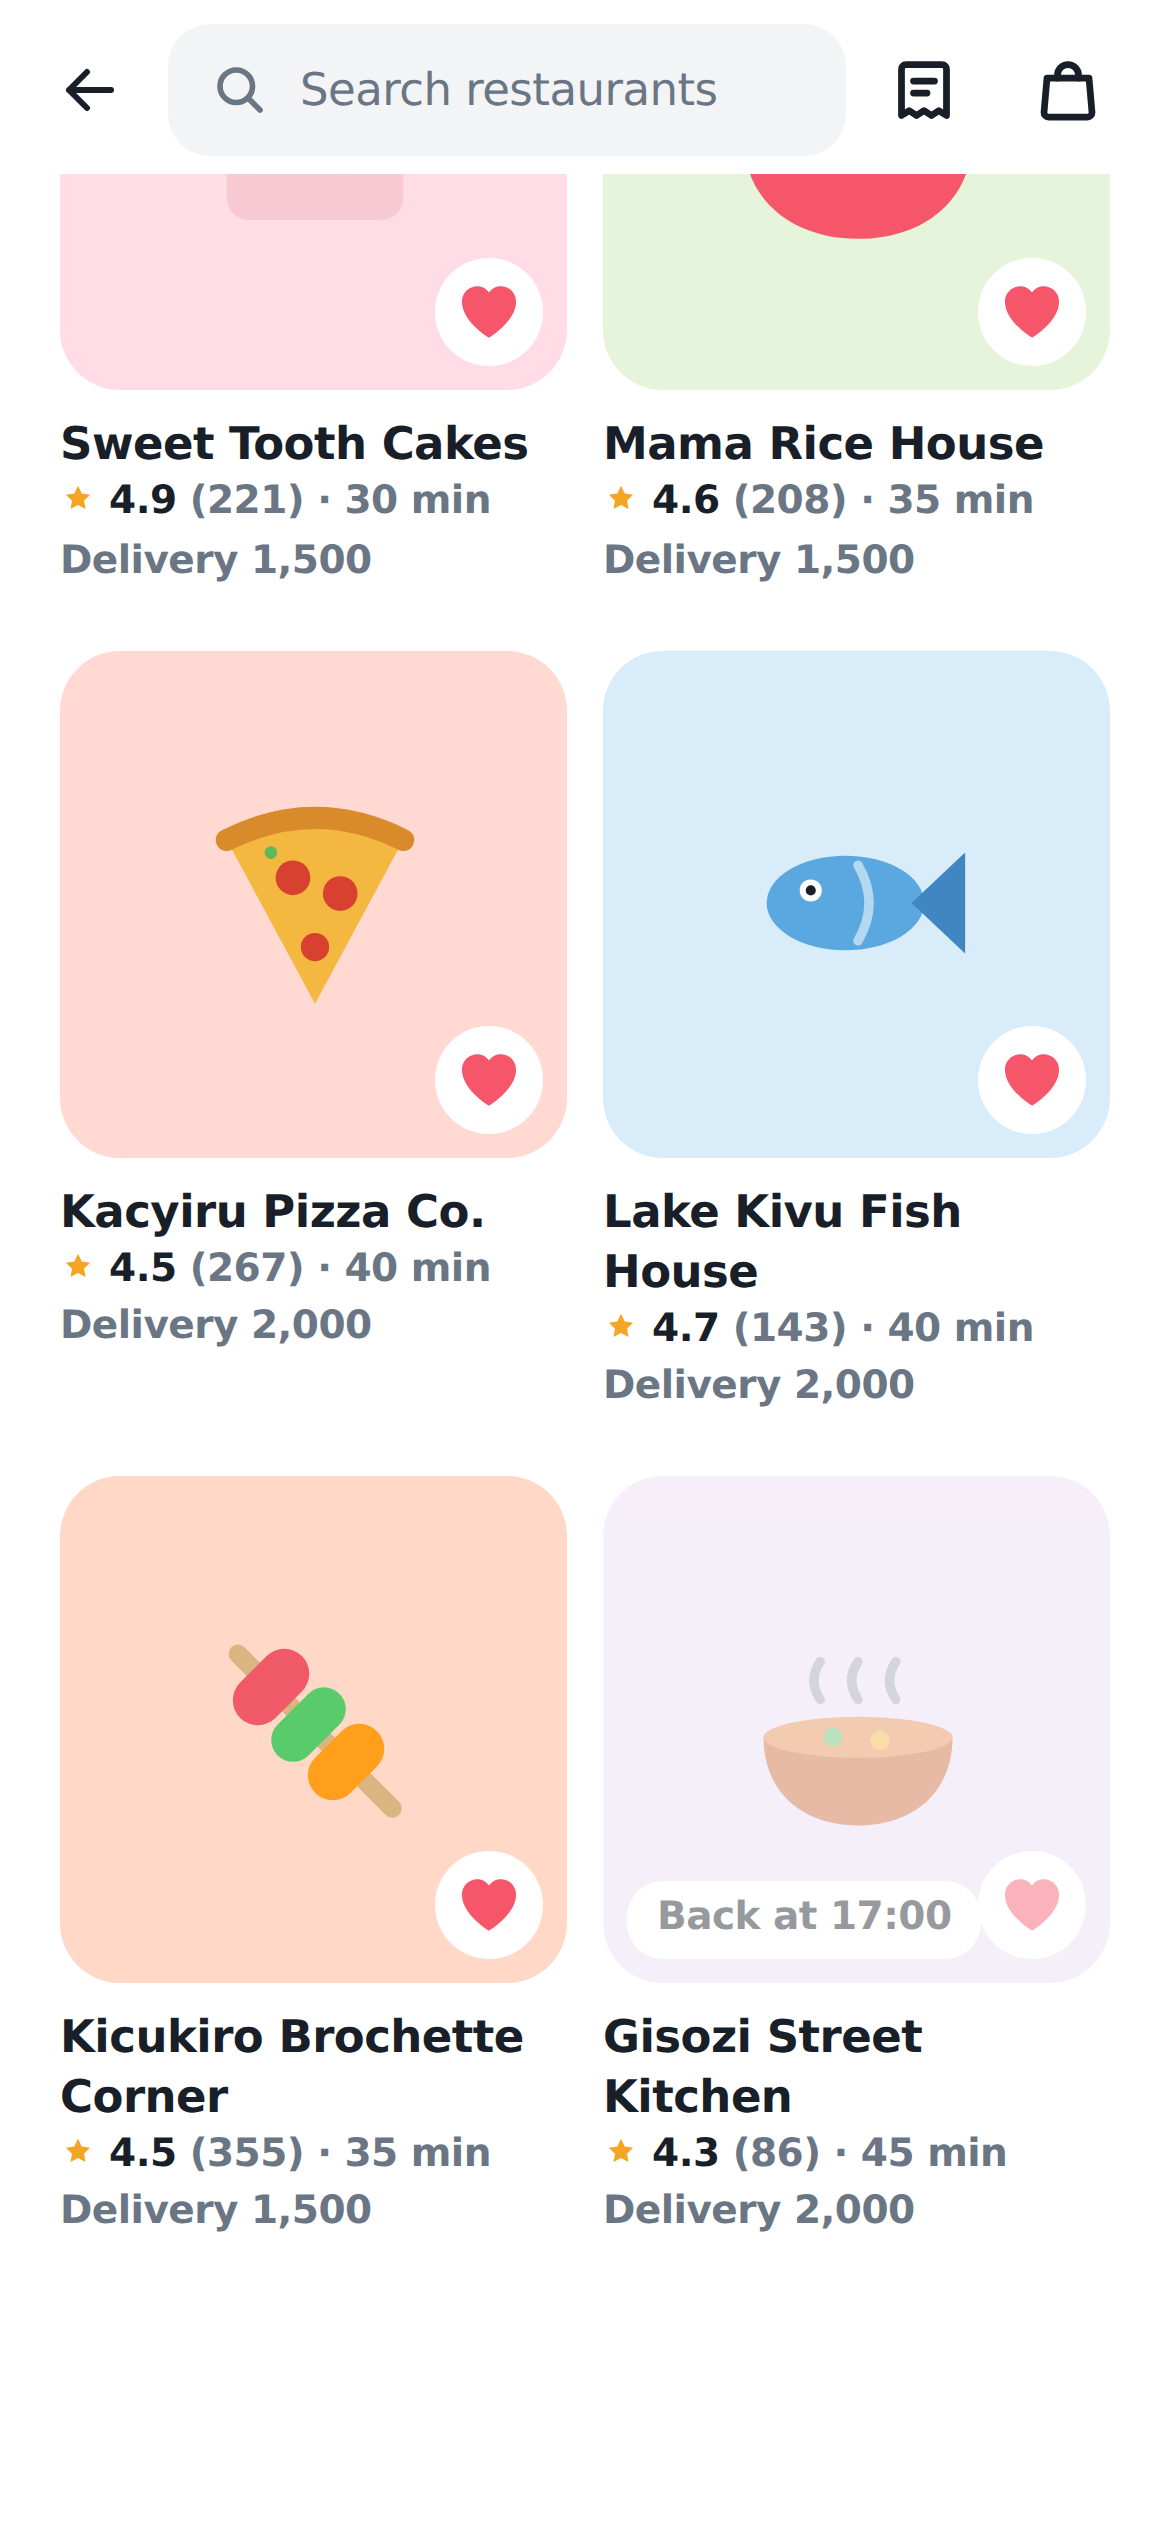 Search restaurants
Sweet Tooth Cakes
4.9 (221) · 30 min
Delivery 1,500
Mama Rice House
4.6 (208) · 35 min
Delivery 1,500
Kacyiru Pizza Co.
4.5 (267) · 40 min
Delivery 2,000
Lake Kivu Fish
House
4.7 (143) · 40 min
Delivery 2,000
Kicukiro Brochette
Corner
4.5 (355) · 35 min
Delivery 1,500
Back at 17:00
Gisozi Street
Kitchen
4.3 (86) · 45 min
Delivery 2,000